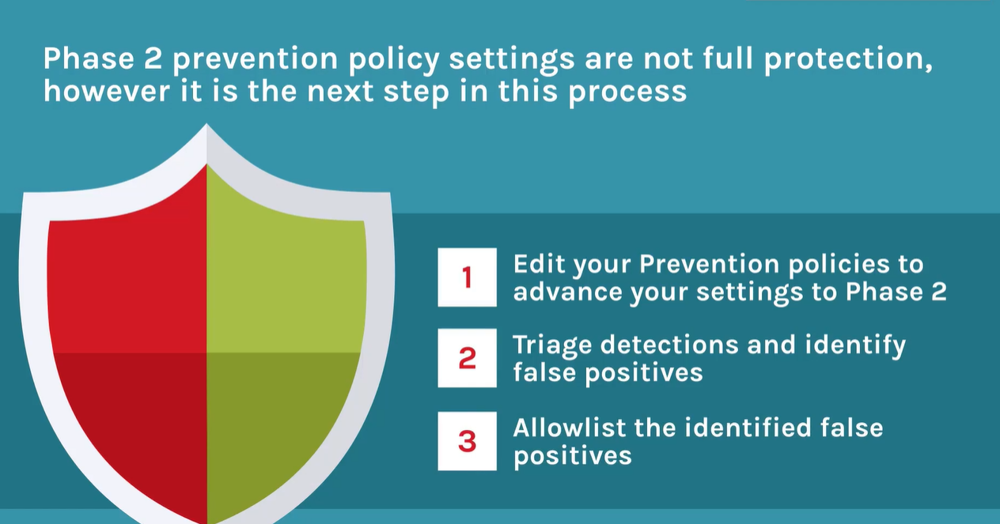 Phase 2 prevention policy settings are not full protection,
however it is the next step in this process
1
Edit your Prevention policies to
advance your settings to Phase 2
2
Triage detections and identify
false positives
3
Allowlist the identified false
positives